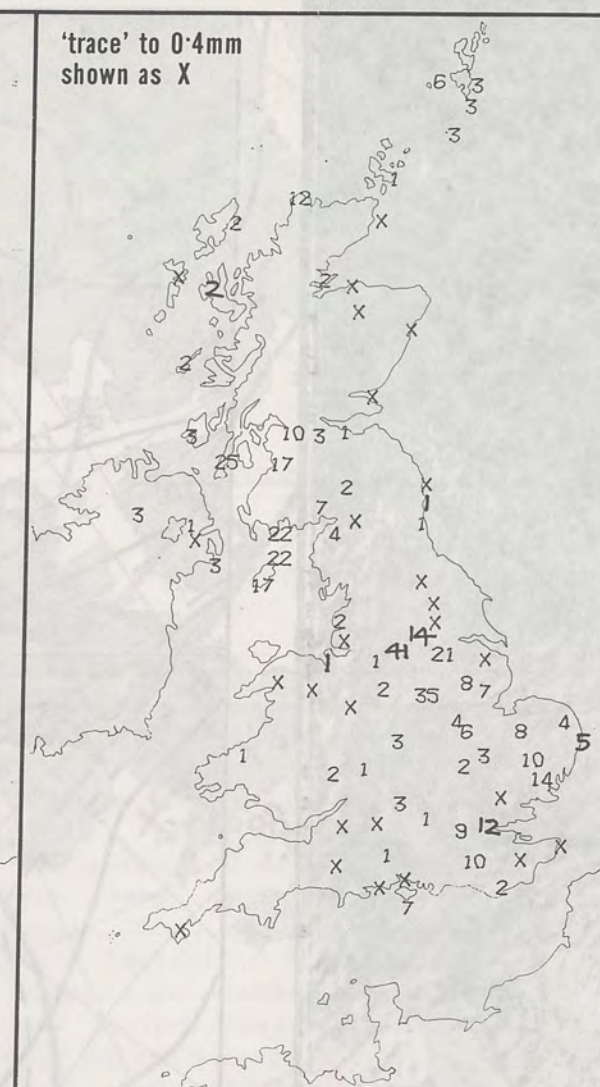 ‘trace’ to 0·4mm
shown as X
6 3
3
3
1
12
2 X
X 2 X
2 X
X
2
X
3 10 3 1
25 17
2 X
3 7 1
1 22 4 X 1
X
3 22
17 X
X
2 X
X 14
1 1 41 21 X
X X 2 35 8 7
X
4 6 8 4
3 5
1 2 1 2 3 10
14
3 X
X X 1 9 12
X 1 10 X X
X X 2
7
X